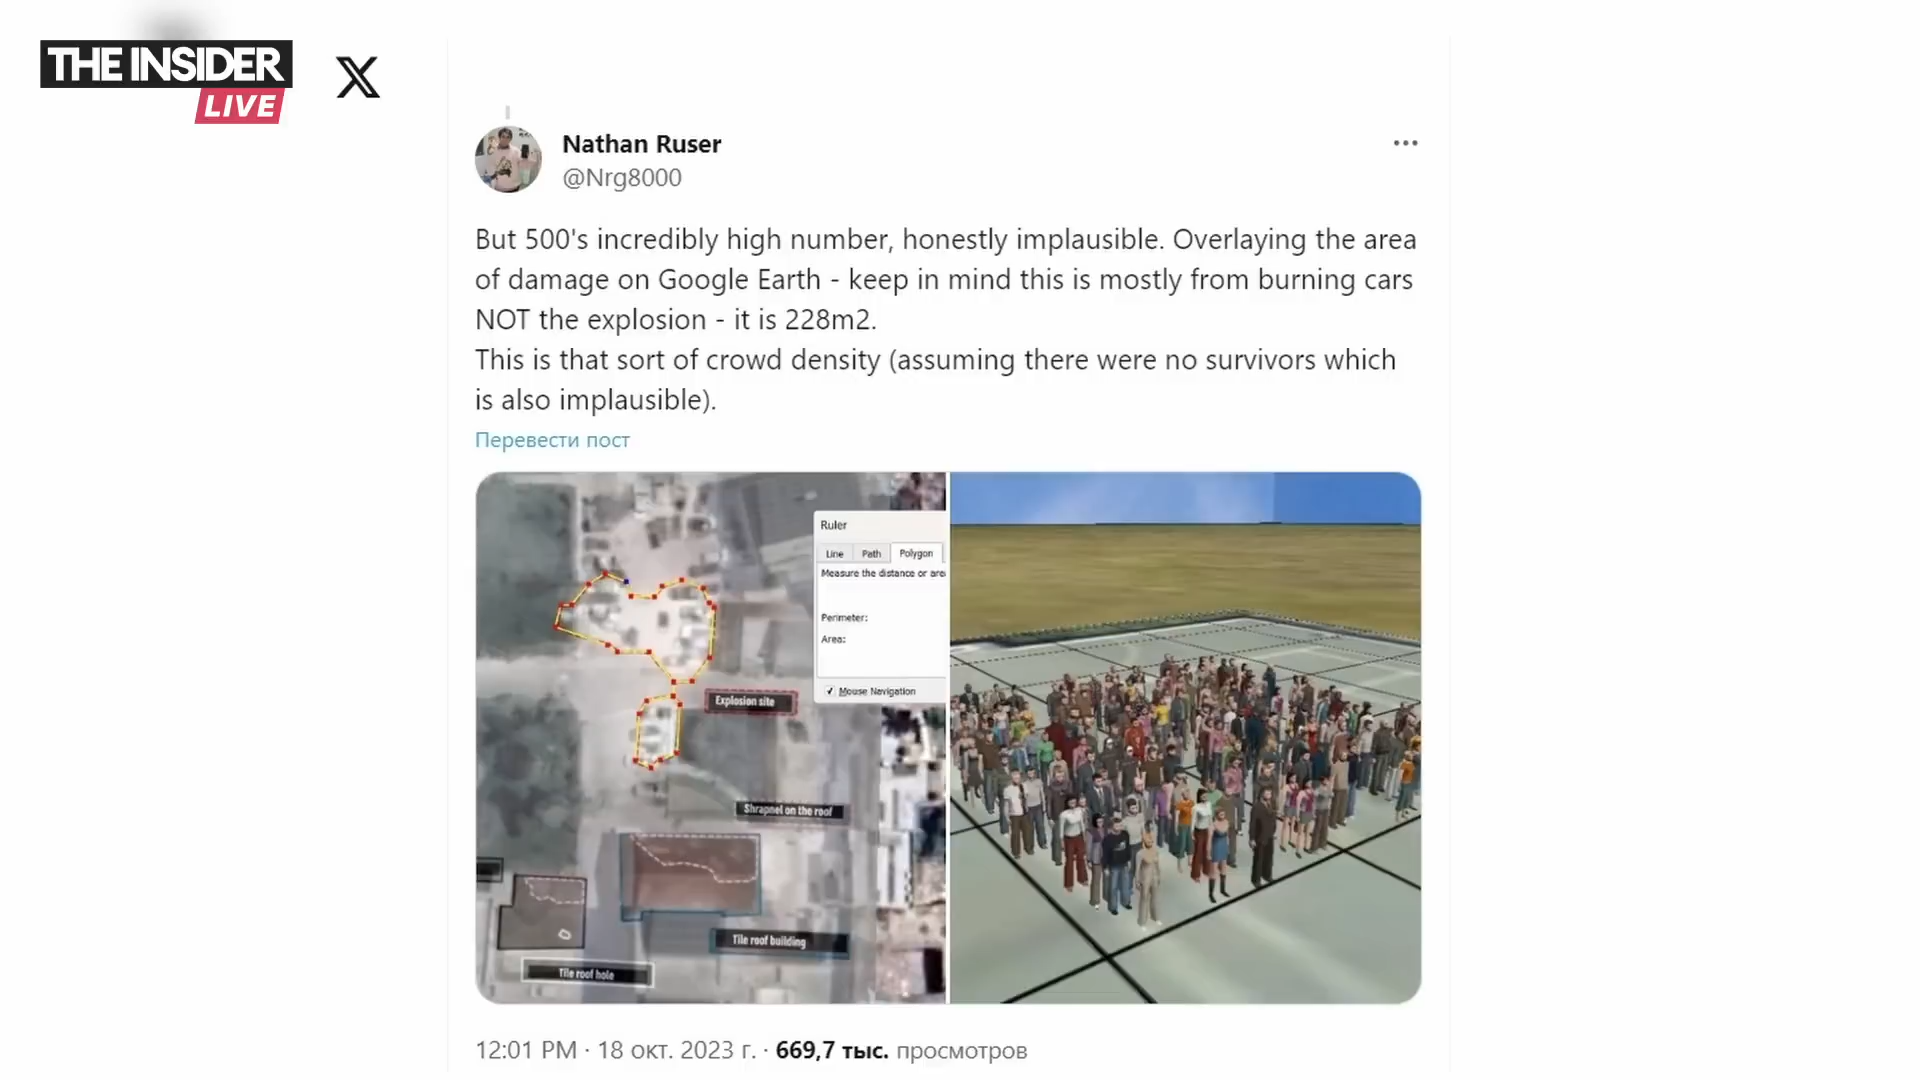 THE INSIDER
LIVE
Nathan Ruser
@Nrg8000
But 500's incredibly high number, honestly implausible. Overlaying the area
of damage on Google Earth - keep in mind this is mostly from burning cars
NOT the explosion - it is 228m2.
This is that sort of crowd density (assuming there were no survivors which
is also implausible).
Перевести пост
Ruler
Line Path Polygon
Measure the distance or area
Perimeter:
Area:
Mouse Navigation
Explosion site
Shrapnel on the roof
Tile roof building
Tile roof hole
12:01 PM · 18 окт. 2023 г. · 669,7 тыс. просмотров